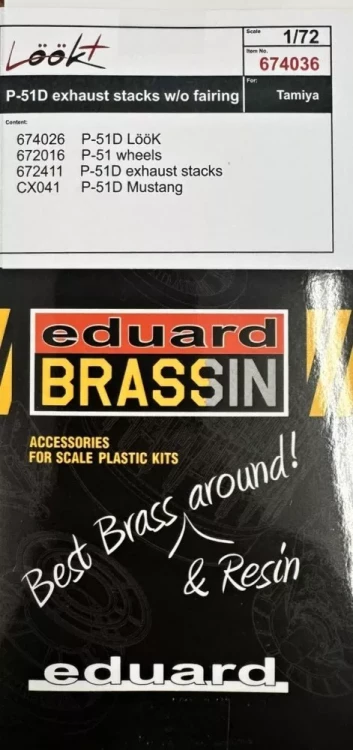 Löök+
Scale
1/72
Item No.
674036
P-51D exhaust stacks w/o fairing
For:
Tamiya
Content:
674026 P-51D LööK
672016 P-51 wheels
672411 P-51D exhaust stacks
CX041 P-51D Mustang
eduard
BRASSIN
ACCESSORIES
FOR SCALE PLASTIC KITS
Best Brass around!
& Resin
eduard